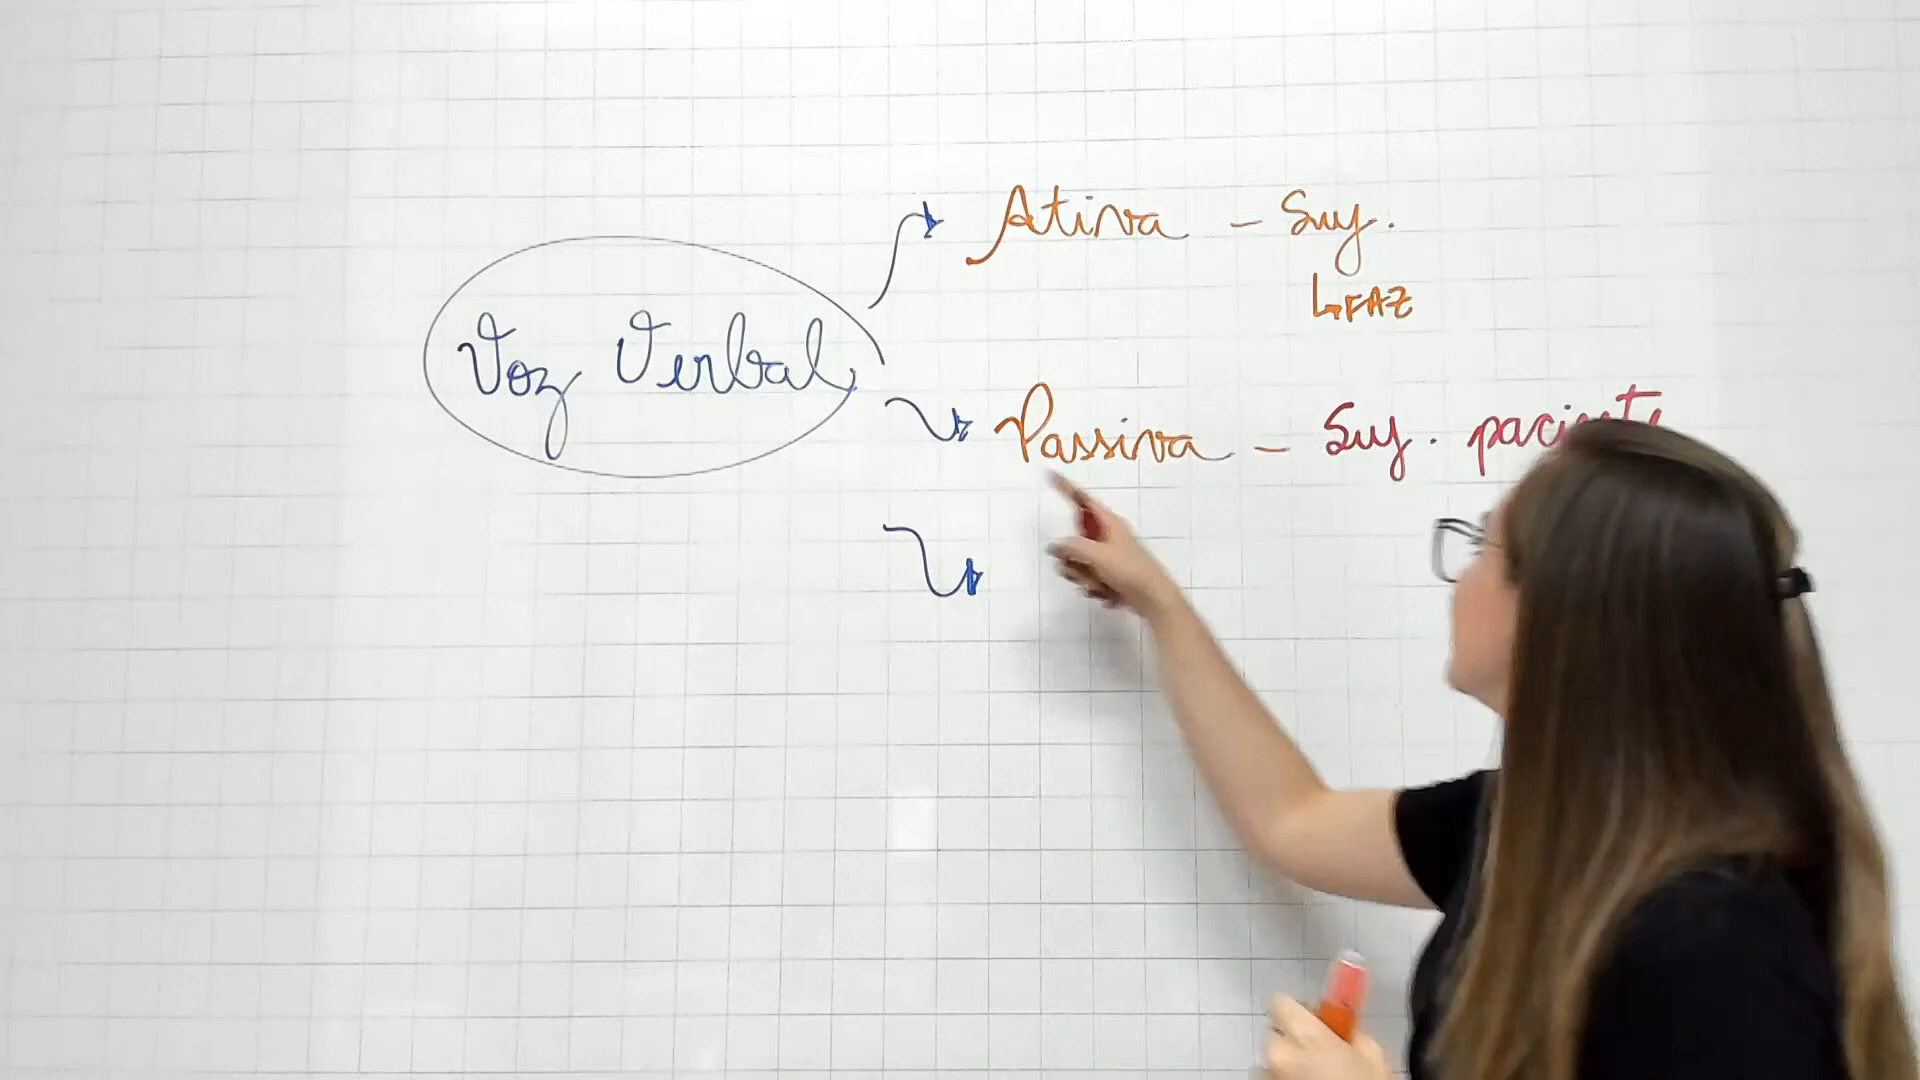 Voz Verbal
Ativa - Suj.
↳FAZ
Passiva - Suj. paciente